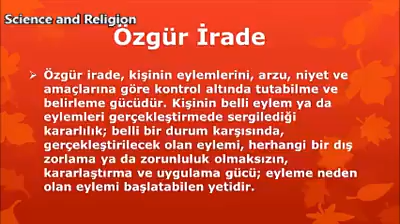 Science and Religion
Özgür İrade
Özgür irade, kişinin eylemlerini, arzu, niyet ve
amaçlarına göre kontrol altında tutabilme ve
belirleme gücüdür. Kişinin belli eylem ya da
eylemleri gerçekleştirmede sergilediği
kararlılık; belli bir durum karşısında,
gerçekleştirilecek olan eylemi, herhangi bir dış
zorlama ya da zorunluluk olmaksızın,
kararlaştırma ve uygulama gücü; eyleme neden
olan eylemi başlatabilen yetidir.